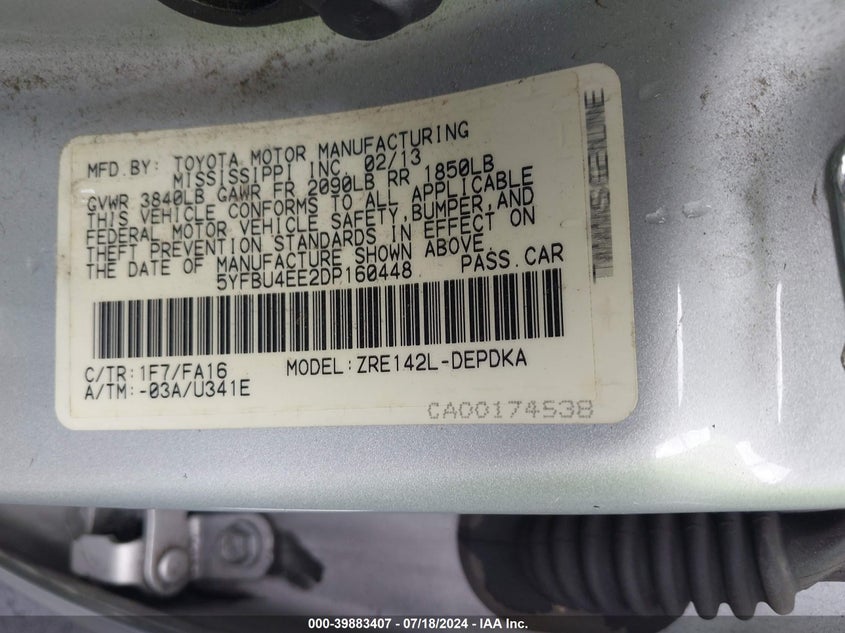 MFD.BY: TOYOTA MOTOR MANUFACTURING
MISSISSIPPI INC. 02/13
GVWR 3840LB GAWR FR 2090LB RR 1850LB
THIS VEHICLE CONFORMS TO ALL APPLICABLE
FEDERAL MOTOR VEHICLE SAFETY,BUMPER,AND
THEFT PREVENTION STANDARDS IN EFFECT ON
THE DATE OF MANUFACTURE SHOWN ABOVE.
5YFBU4EE2DP160448 PASS.CAR
C/TR:1F7/FA16 MODEL:ZRE142L-DEPDKA
A/TM:-03A/U341E
CA00174538
000-39883407 - 07/18/2024 - IAA Inc.